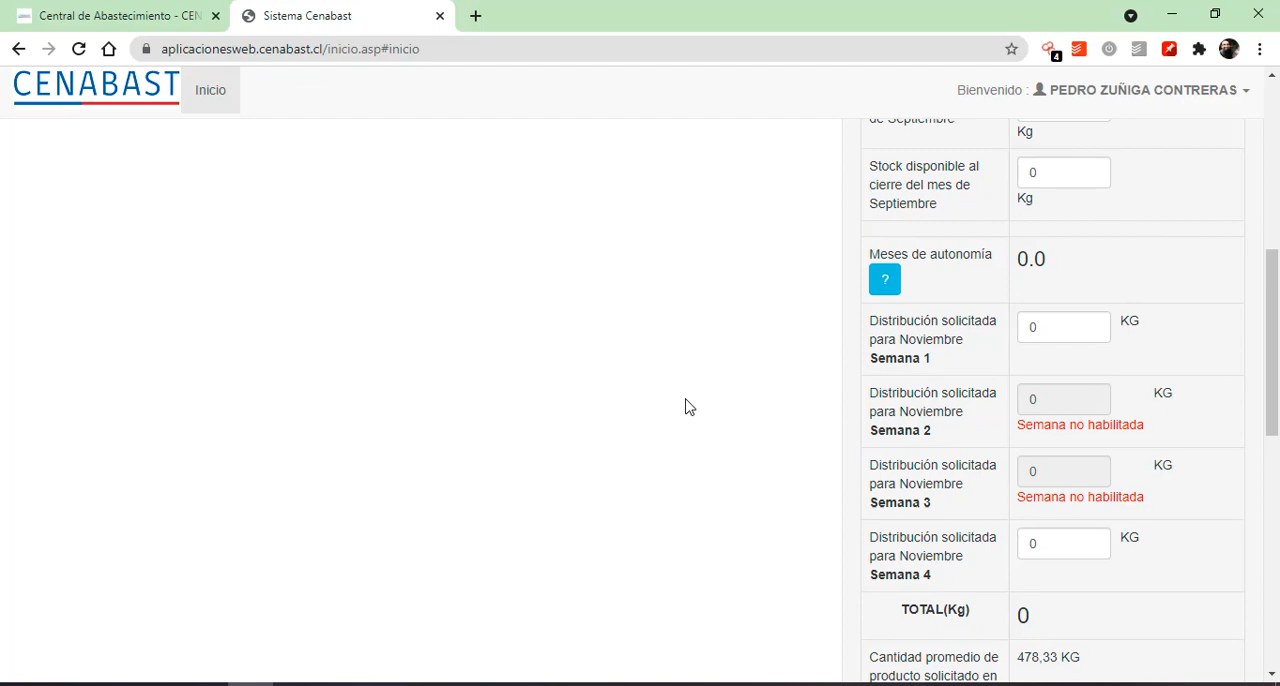 Central de Abastecimiento - CEN
Sistema Cenabast
aplicacionesweb.cenabast.cl/inicio.asp#inicio
4
CENABAST
Inicio
Bienvenido : PEDRO ZUÑIGA CONTRERAS
de Septiembre
Kg
Stock disponible al
cierre del mes de
Septiembre
0
Kg
Meses de autonomía
?
0.0
Distribución solicitada
para Noviembre
Semana 1
0 KG
Distribución solicitada
para Noviembre
Semana 2
0 KG
Semana no habilitada
Distribución solicitada
para Noviembre
Semana 3
0 KG
Semana no habilitada
Distribución solicitada
para Noviembre
Semana 4
0 KG
TOTAL(Kg)
0
Cantidad promedio de
producto solicitado en
478,33 KG